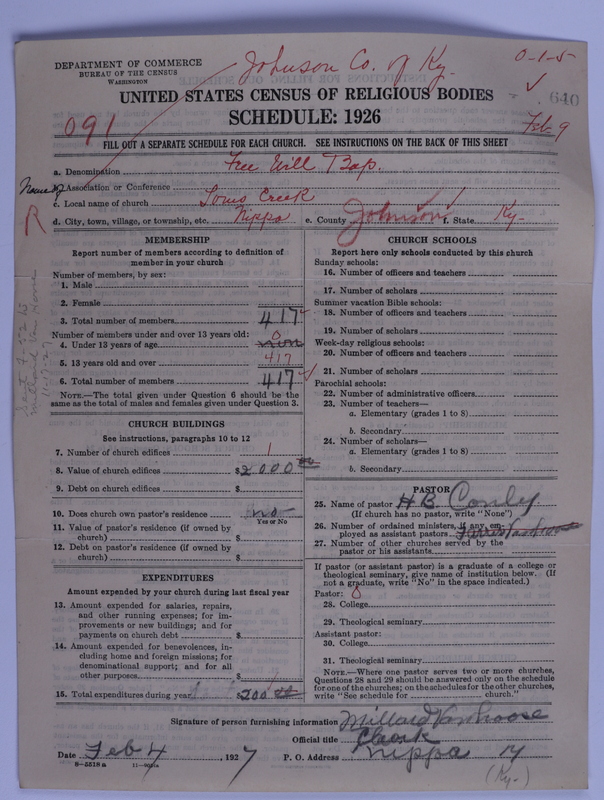 Johnson Co. of Ky.
0-1-5
DEPARTMENT OF COMMERCE
BUREAU OF THE CENSUS
WASHINGTON
640
UNITED STATES CENSUS OF RELIGIOUS BODIES
SCHEDULE: 1926
091
Feb 9
FILL OUT A SEPARATE SCHEDULE FOR EACH CHURCH. SEE INSTRUCTIONS ON THE BACK OF THIS SHEET
a. Denomination Free Will Bap.
Name of
b. Association or Conference
c. Local name of church Toms Creek
d. City, town, village, or township, etc. Nippa e. County Johnson f. State Ky.
R
MEMBERSHIP
Report number of members according to definition of
member in your church
Number of members, by sex:
1. Male
2. Female
3. Total number of members 417
Number of members under and over 13 years old:
4. Under 13 years of age 0
5. 13 years old and over 417
6. Total number of members 417
NOTE.—The total given under Question 6 should be the
same as the total of males and females given under Question 3.
CHURCH BUILDINGS
See instructions, paragraphs 10 to 12
7. Number of church edifices 1
8. Value of church edifices $2000 00
9. Debt on church edifices $
10. Does church own pastor's residence no
Yes or No
11. Value of pastor's residence (if owned by
church) $
12. Debt on pastor's residence (if owned by
church) $
EXPENDITURES
Amount expended by your church during last fiscal year
13. Amount expended for salaries, repairs,
and other running expenses; for im-
provements or new buildings; and for
payments on church debt $
14. Amount expended for benevolences, in-
cluding home and foreign missions; for
denominational support; and for all
other purposes $
15. Total expenditures during year $200 00
CHURCH SCHOOLS
Report here only schools conducted by this church
Sunday schools:
16. Number of officers and teachers
17. Number of scholars
Summer vacation Bible schools:
18. Number of officers and teachers
19. Number of scholars
Week-day religious schools:
20. Number of officers and teachers
21. Number of scholars
Parochial schools:
22. Number of administrative officers
23. Number of teachers—
a. Elementary (grades 1 to 8)
b. Secondary
24. Number of scholars—
a. Elementary (grades 1 to 8)
b. Secondary
PASTOR
25. Name of pastor H.B. Conley
(If church has no pastor, write "None")
26. Number of ordained ministers, if any, em-
ployed as assistant pastors
27. Number of other churches served by the
pastor or his assistants
If pastor (or assistant pastor) is a graduate of a college or
theological seminary, give name of institution below. (If
not a graduate, write "No" in the space indicated.)
Pastor: 0
28. College
29. Theological seminary
Assistant pastor:
30. College
31. Theological seminary
NOTE.—Where one pastor serves two or more churches,
Questions 28 and 29 should be answered only on the schedule
for one of the churches; on the schedules for the other churches,
write "See schedule for church."
Signature of person furnishing information Millard VanHoose
Official title Clark
Date Feb 4, 1927 P. O. Address Nippa Ky
8-5518 a
(Ky.)